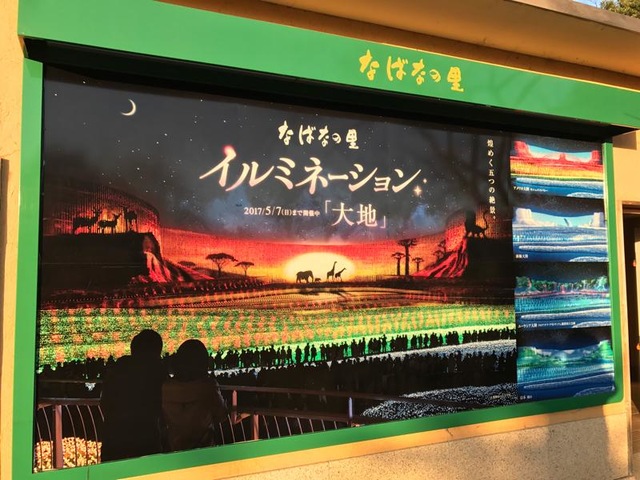 なばなの里
なばなの里
イルミネーション
2017/5/7(日)まで開催中「大地」
煌めく五つの絶景。